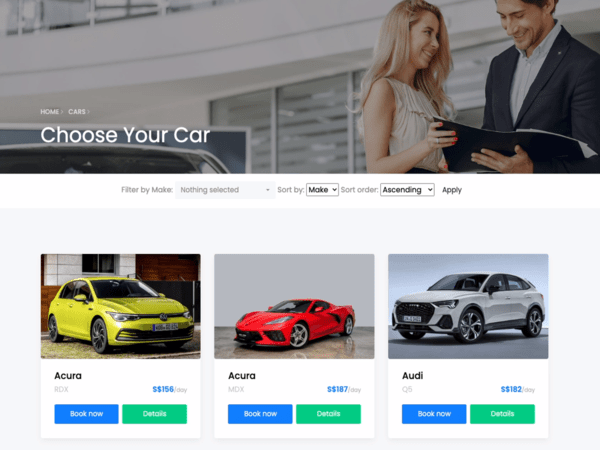 HOME › CARS ›
Choose Your Car
Filter by Make: Nothing selected Sort by: Make Sort order: Ascending Apply
Acura
RDX S$156/day
Book now Details
Acura
MDX S$187/day
Book now Details
Audi
Q5 S$182/day
Book now Details